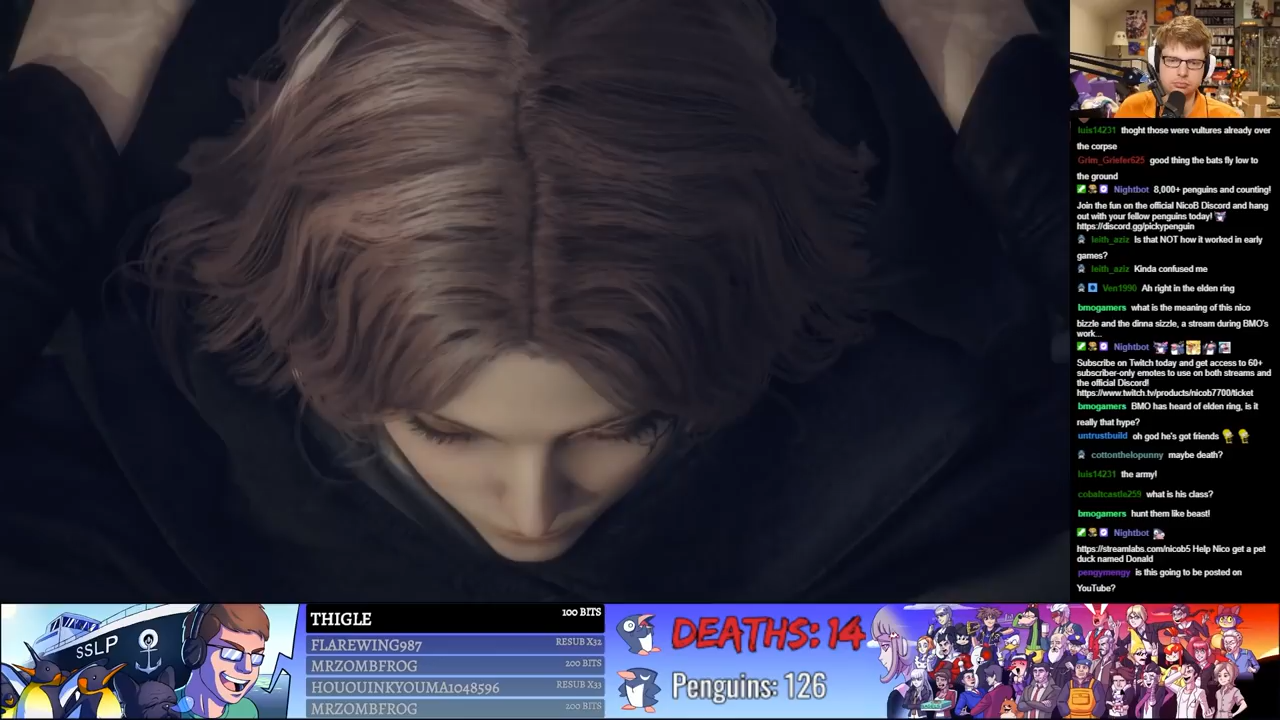 luis14231 thoght those were vultures already over
the corpse
Grim_Griefer625 good thing the bats fly low to
the ground
Nightbot 8,000+ penguins and counting!
Join the fun on the official NicoB Discord and hang
out with your fellow penguins today!
https://discord.gg/pickypenguin
leith_aziz Is that NOT how it worked in early
games?
leith_aziz Kinda confused me
Ven1990 Ah right in the elden ring
bmogamers what is the meaning of this nico
bizzle and the dinna sizzle, a stream during BMO's
work...
Nightbot
Subscribe on Twitch today and get access to 60+
subscriber-only emotes to use on both streams and
the official Discord!
https://www.twitch.tv/products/nicob7700/ticket
bmogamers BMO has heard of elden ring, is it
really that hype?
untrustbuild oh god he's got friends
cottonthelopunny maybe death?
luis14231 the army!
cobaltcastle259 what is his class?
bmogamers hunt them like beast!
Nightbot
https://streamlabs.com/nicob5 Help Nico get a pet
duck named Donald
pengymengy is this going to be posted on
YouTube?
SSLP
THIGLE 100 BITS
FLAREWING987 RESUB X32
MRZOMBFROG 200 BITS
HOUOUINKYOUMA1048596 RESUB X33
MRZOMBFROG 200 BITS
DEATHS: 14
Penguins: 126